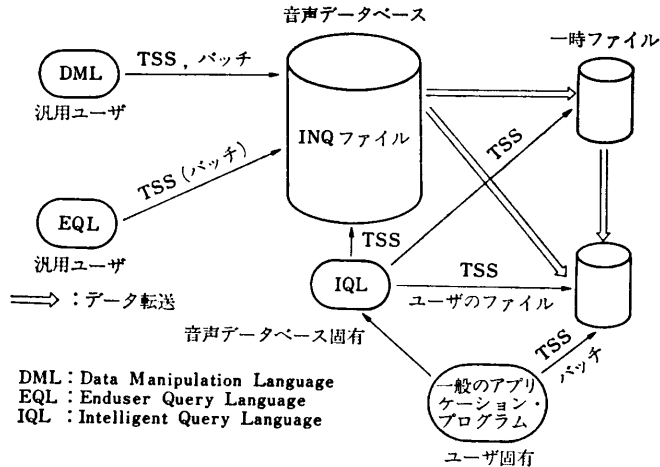 音声データベース
一時ファイル
DML
TSS，バッチ
汎用ユーザ
INQ ファイル
TSS
TSS (バッチ)
EQL
汎用ユーザ
TSS
IQL
TSS
ユーザのファイル
⇒：データ転送
音声データベース固有
TSS
バッチ
一般のアプリ
ケーション・
プログラム
ユーザ固有
DML：Data Manipulation Language
EQL：Enduser Query Language
IQL：Intelligent Query Language